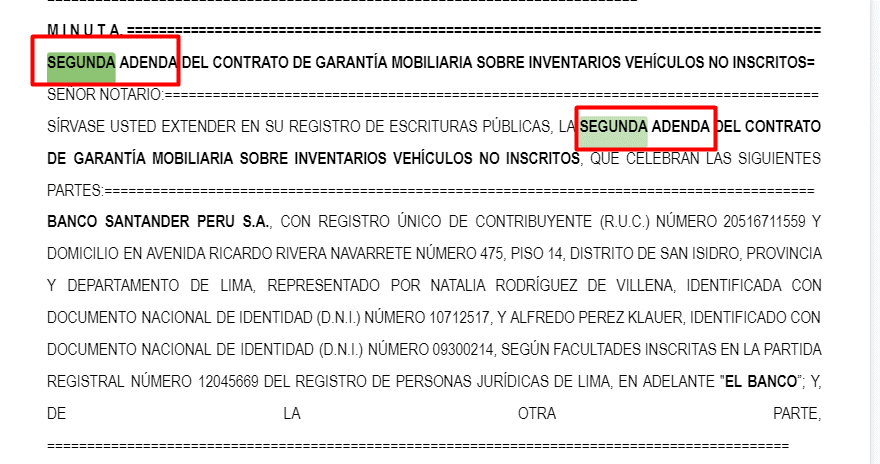 ================================================================================
M I N U T A. =======================================================================================
SEGUNDA ADENDA DEL CONTRATO DE GARANTÍA MOBILIARIA SOBRE INVENTARIOS VEHÍCULOS NO INSCRITOS=
SEÑOR NOTARIO:==================================================================================
SÍRVASE USTED EXTENDER EN SU REGISTRO DE ESCRITURAS PÚBLICAS, LA SEGUNDA ADENDA DEL CONTRATO
DE GARANTÍA MOBILIARIA SOBRE INVENTARIOS VEHÍCULOS NO INSCRITOS, QUE CELEBRAN LAS SIGUIENTES
PARTES:=========================================================================================
BANCO SANTANDER PERU S.A., CON REGISTRO ÚNICO DE CONTRIBUYENTE (R.U.C.) NÚMERO 20516711559 Y
DOMICILIO EN AVENIDA RICARDO RIVERA NAVARRETE NÚMERO 475, PISO 14, DISTRITO DE SAN ISIDRO, PROVINCIA
Y DEPARTAMENTO DE LIMA, REPRESENTADO POR NATALIA RODRÍGUEZ DE VILLENA, IDENTIFICADA CON
DOCUMENTO NACIONAL DE IDENTIDAD (D.N.I.) NÚMERO 10712517, Y ALFREDO PEREZ KLAUER, IDENTIFICADO CON
DOCUMENTO NACIONAL DE IDENTIDAD (D.N.I.) NÚMERO 09300214, SEGÚN FACULTADES INSCRITAS EN LA PARTIDA
REGISTRAL NÚMERO 12045669 DEL REGISTRO DE PERSONAS JURÍDICAS DE LIMA, EN ADELANTE "EL BANCO"; Y,
DE LA OTRA PARTE,
=============================================================================================